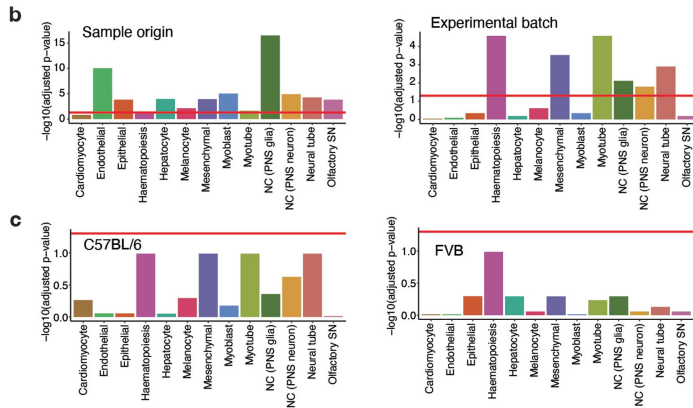 b
Sample origin
−log10(adjusted p−value)
15
10
5
0
Cardiomyocyte
Endothelial
Epithelial
Haematopoiesis
Hepatocyte
Melanocyte
Mesenchymal
Myoblast
Myotube
NC (PNS glia)
NC (PNS neuron)
Neural tube
Olfactory SN
Experimental batch
−log10(adjusted p−value)
4
3
2
1
0
Cardiomyocyte
Endothelial
Epithelial
Haematopoiesis
Hepatocyte
Melanocyte
Mesenchymal
Myoblast
Myotube
NC (PNS glia)
NC (PNS neuron)
Neural tube
Olfactory SN
c
C57BL/6
−log10(adjusted p−value)
1.0
0.5
0.0
Cardiomyocyte
Endothelial
Epithelial
Haematopoiesis
Hepatocyte
Melanocyte
Mesenchymal
Myoblast
Myotube
NC (PNS glia)
NC (PNS neuron)
Neural tube
Olfactory SN
FVB
−log10(adjusted p−value)
1.0
0.5
0.0
Cardiomyocyte
Endothelial
Epithelial
Haematopoiesis
Hepatocyte
Melanocyte
Mesenchymal
Myoblast
Myotube
NC (PNS glia)
NC (PNS neuron)
Neural tube
Olfactory SN